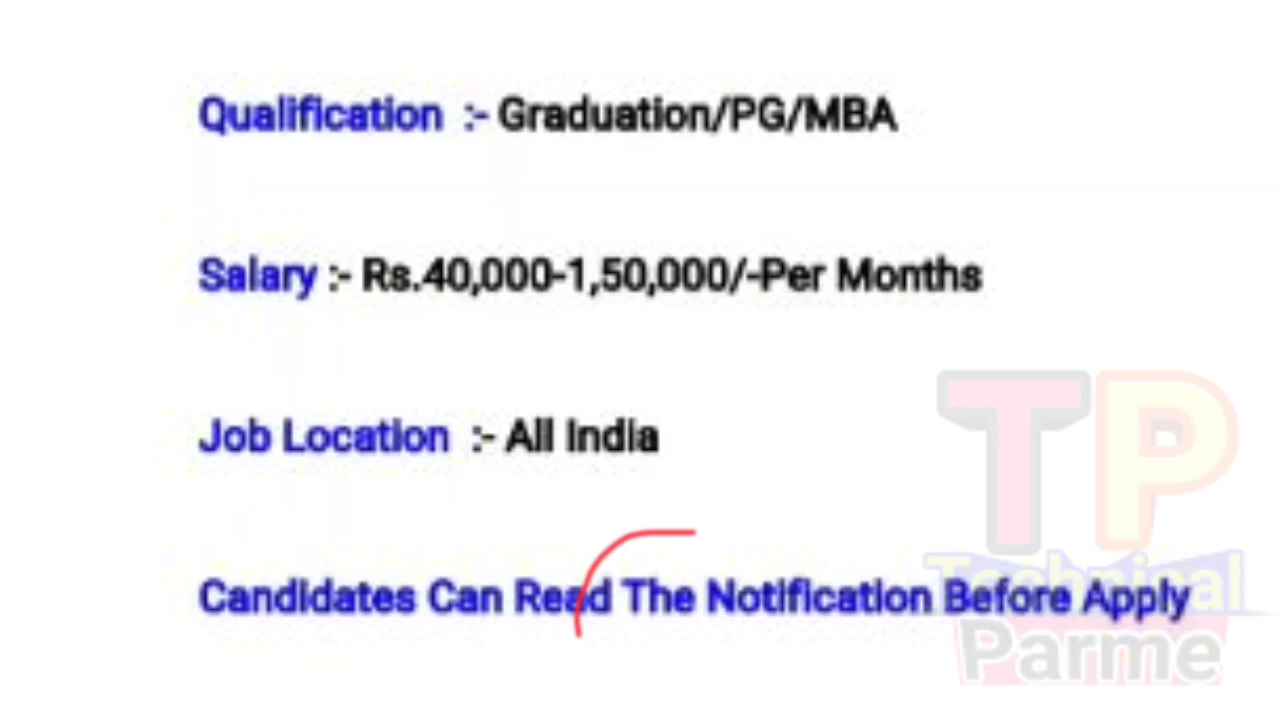 Qualification :- Graduation/PG/MBA
Salary :- Rs.40,000-1,50,000/-Per Months
Job Location :- All India
Candidates Can Read The Notification Before Apply
TP
Technical
Parme